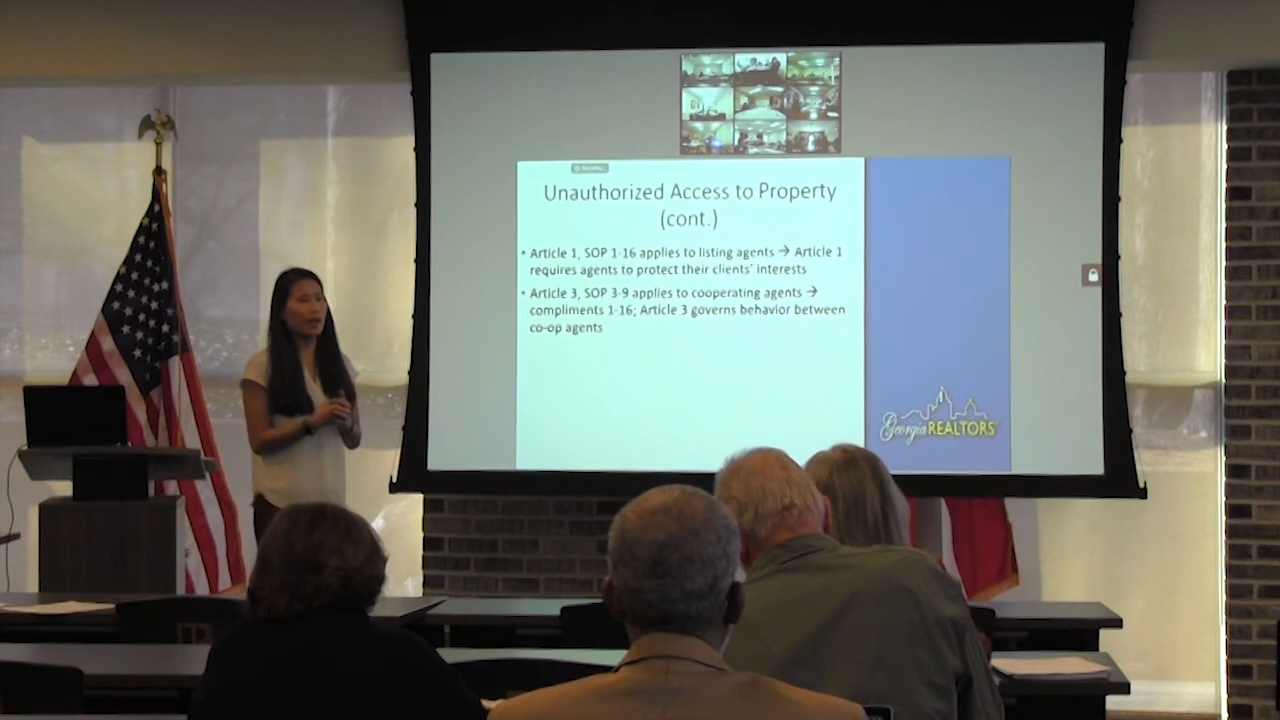 Unauthorized Access to Property
(cont.)
• Article 1, SOP 1-16 applies to listing agents → Article 1
requires agents to protect their clients' interests
• Article 3, SOP 3-9 applies to cooperating agents →
compliments 1-16; Article 3 governs behavior between
co-op agents
Georgia REALTORS